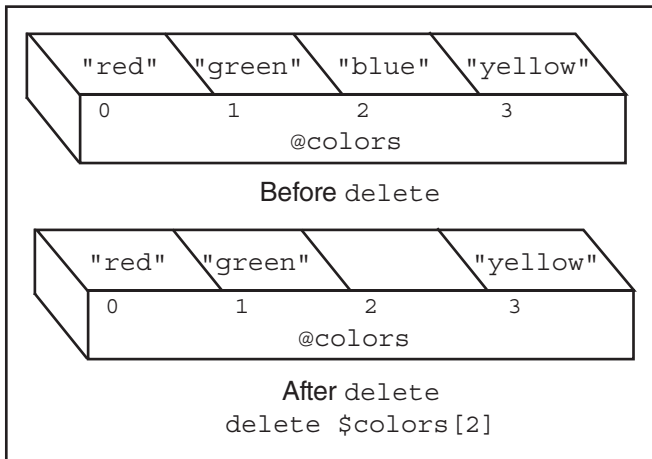 "red" "green" "blue" "yellow"
0 1 2 3
@colors
Before delete
"red" "green" "yellow"
0 1 2 3
@colors
After delete
delete $colors[2]